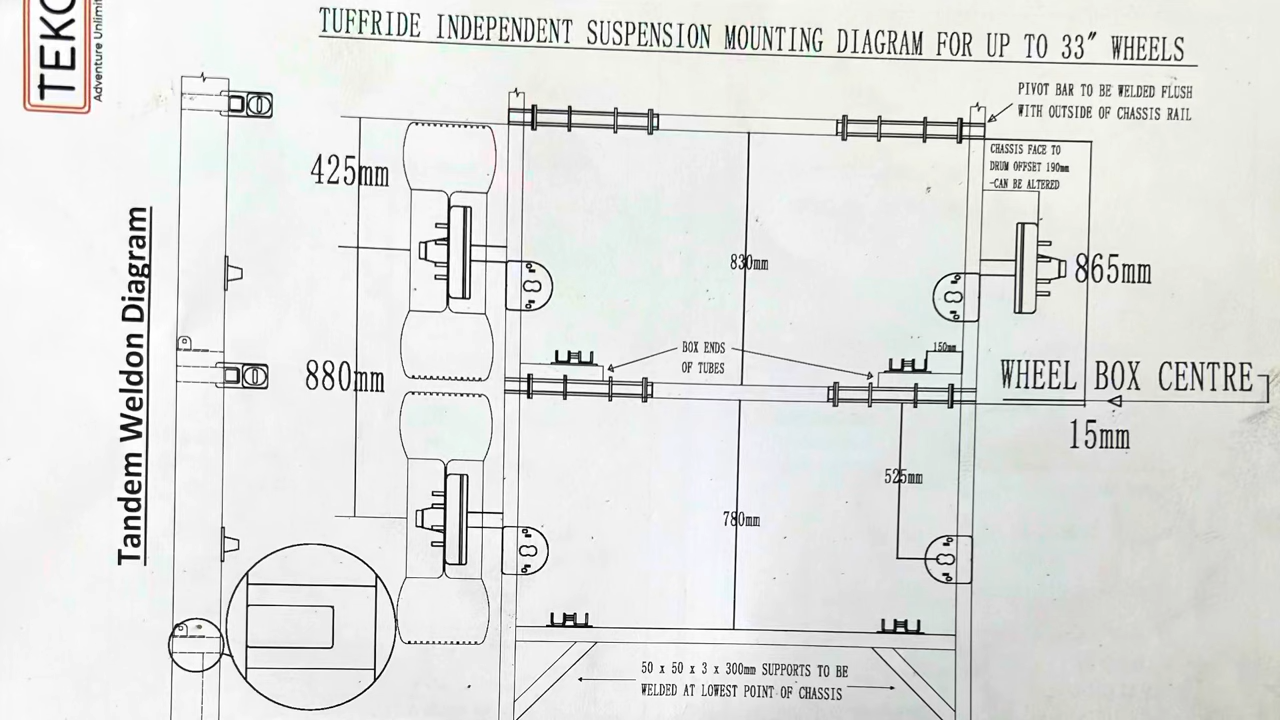 TEKO
Adventure Unlimit
Tandem Weldon Diagram
TUFFRIDE INDEPENDENT SUSPENSION MOUNTING DIAGRAM FOR UP TO 33" WHEELS
PIVOT BAR TO BE WELDED FLUSH
WITH OUTSIDE OF CHASSIS RAIL
CHASSIS FACE TO
DRUM OFFSET 190mm
-CAN BE ALTERED
425mm
830mm
865mm
BOX ENDS
OF TUBES
150mm
880mm
WHEEL BOX CENTRE
15mm
525mm
780mm
50 x 50 x 3 x 300mm SUPPORTS TO BE
WELDED AT LOWEST POINT OF CHASSIS